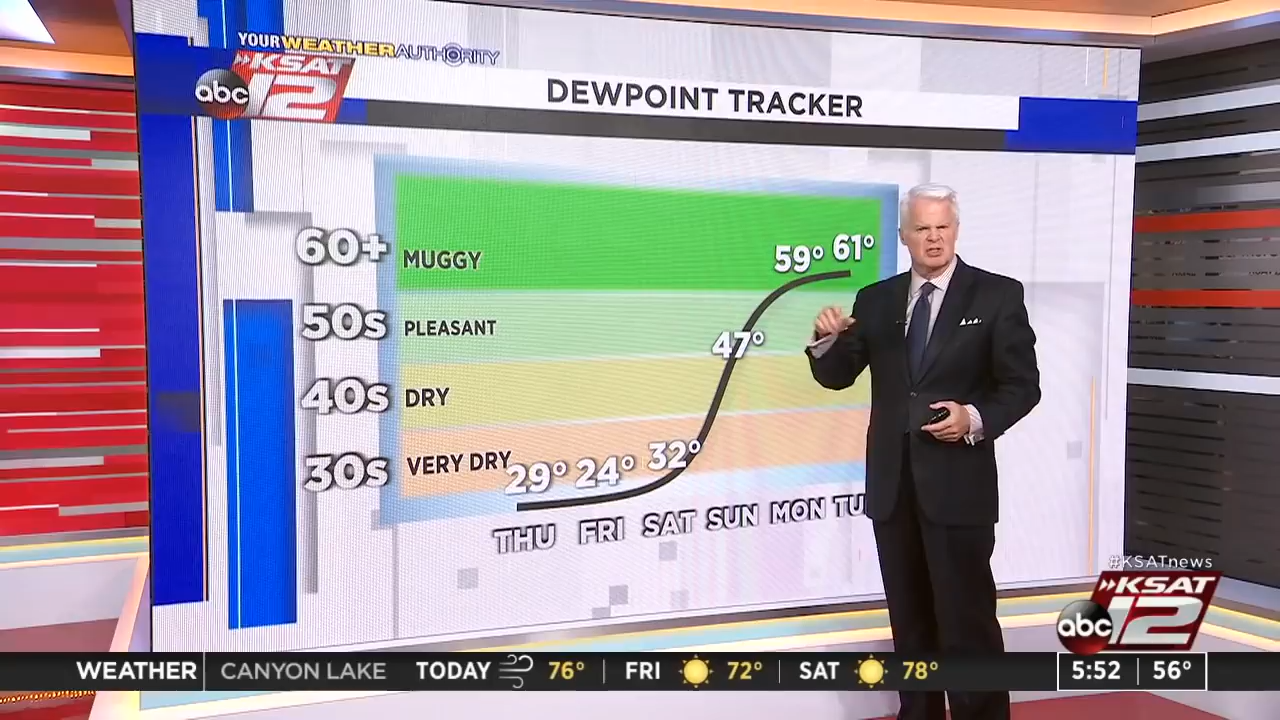 YOUR WEATHER AUTHORITY
KSAT
abc 12
DEWPOINT TRACKER
60+ MUGGY
59° 61°
50s PLEASANT
47°
40s DRY
30s VERY DRY
29° 24° 32°
THU FRI SAT SUN MON TU
#KSATnews
KSAT
abc 12
WEATHER CANYON LAKE TODAY 76° FRI 72° SAT 78° 5:52 56°